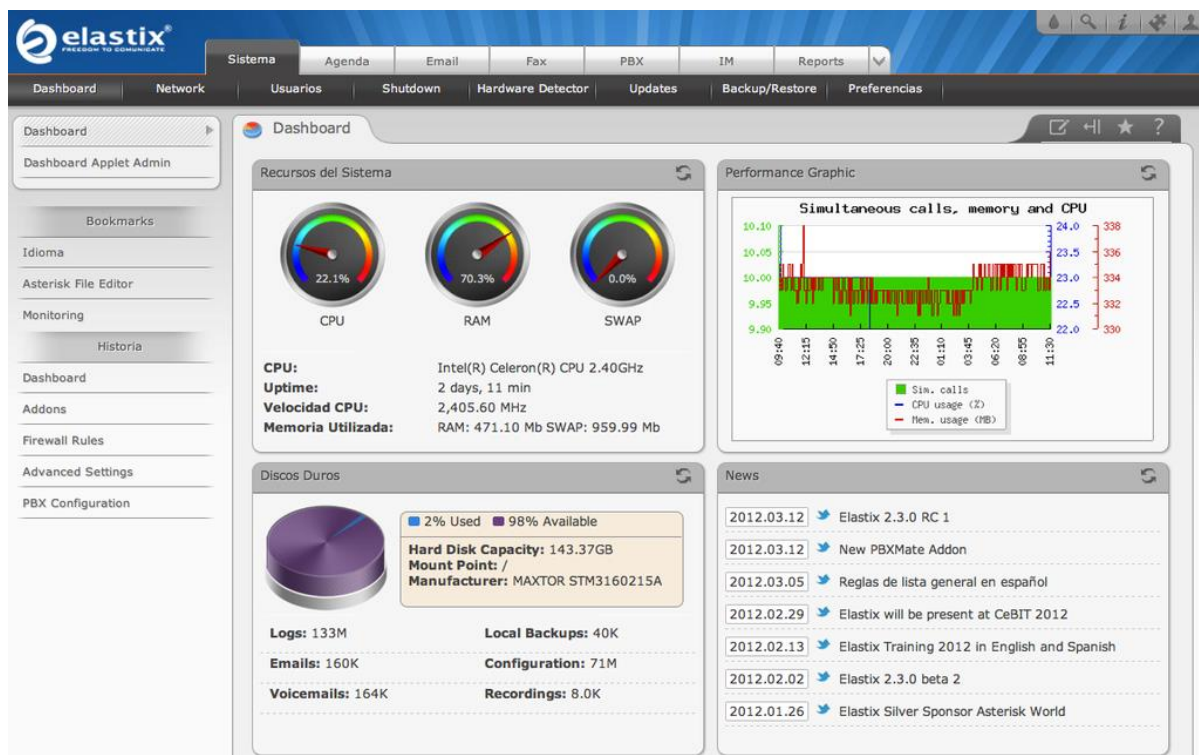 elastix®
FREEDOM TO COMUNICATE
Sistema Agenda Email Fax PBX IM Reports
Dashboard Network Usuarios Shutdown Hardware Detector Updates Backup/Restore Preferencias
Dashboard
Dashboard Applet Admin
Bookmarks
Idioma
Asterisk File Editor
Monitoring
Historia
Dashboard
Addons
Firewall Rules
Advanced Settings
PBX Configuration
Dashboard
?
Recursos del Sistema
22.1% 70.3% 0.0%
CPU RAM SWAP
CPU: Intel(R) Celeron(R) CPU 2.40GHz
Uptime: 2 days, 11 min
Velocidad CPU: 2,405.60 MHz
Memoria Utilizada: RAM: 471.10 Mb SWAP: 959.99 Mb
Performance Graphic
Simultaneous calls, memory and CPU
10.10 24.0 338
10.05 23.5 336
10.00 23.0 334
9.95 22.5 332
9.90 22.0 330
09:40 12:15 14:50 17:25 20:00 22:35 01:10 03:45 06:20 08:55 11:30
Sim. calls
CPU usage (%)
Mem. usage (MB)
Discos Duros
2% Used 98% Available
Hard Disk Capacity: 143.37GB
Mount Point: /
Manufacturer: MAXTOR STM3160215A
Logs: 133M Local Backups: 40K
Emails: 160K Configuration: 71M
Voicemails: 164K Recordings: 8.0K
News
2012.03.12 Elastix 2.3.0 RC 1
2012.03.12 New PBXMate Addon
2012.03.05 Reglas de lista general en español
2012.02.29 Elastix will be present at CeBIT 2012
2012.02.13 Elastix Training 2012 in English and Spanish
2012.02.02 Elastix 2.3.0 beta 2
2012.01.26 Elastix Silver Sponsor Asterisk World